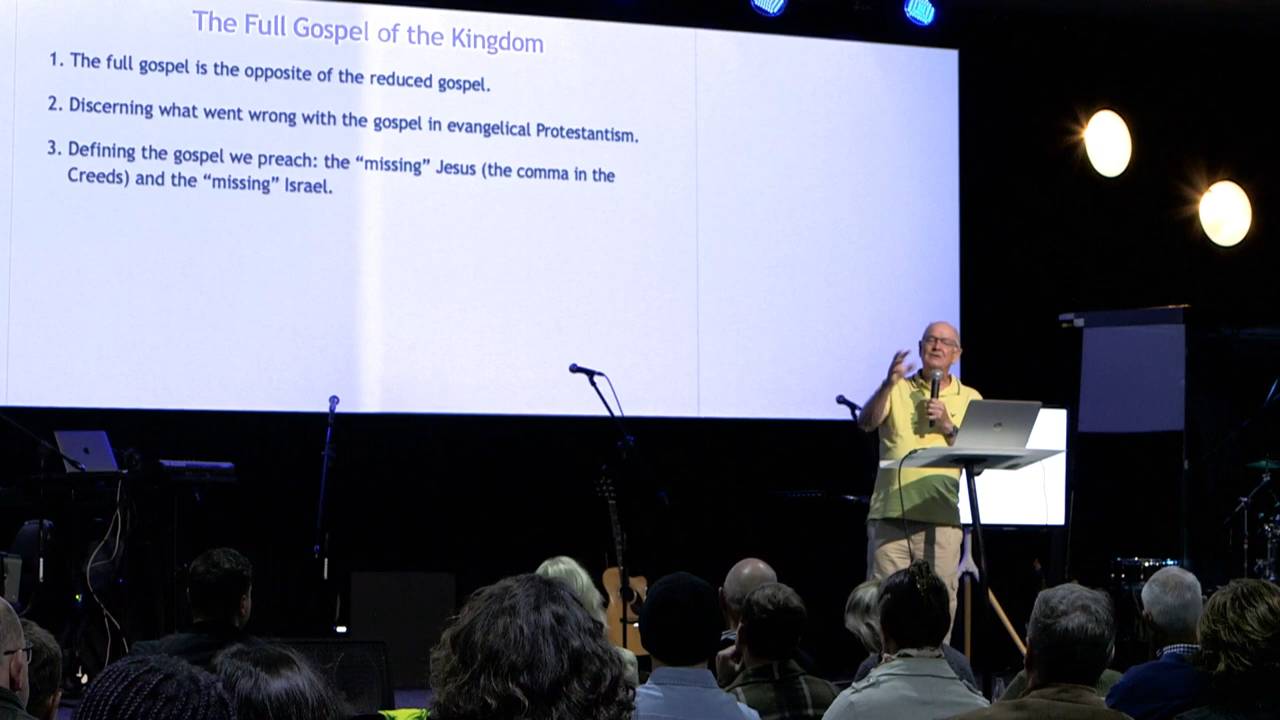 The Full Gospel of the Kingdom
1. The full gospel is the opposite of the reduced gospel.
2. Discerning what went wrong with the gospel in evangelical Protestantism.
3. Defining the gospel we preach: the “missing” Jesus (the comma in the
Creeds) and the “missing” Israel.